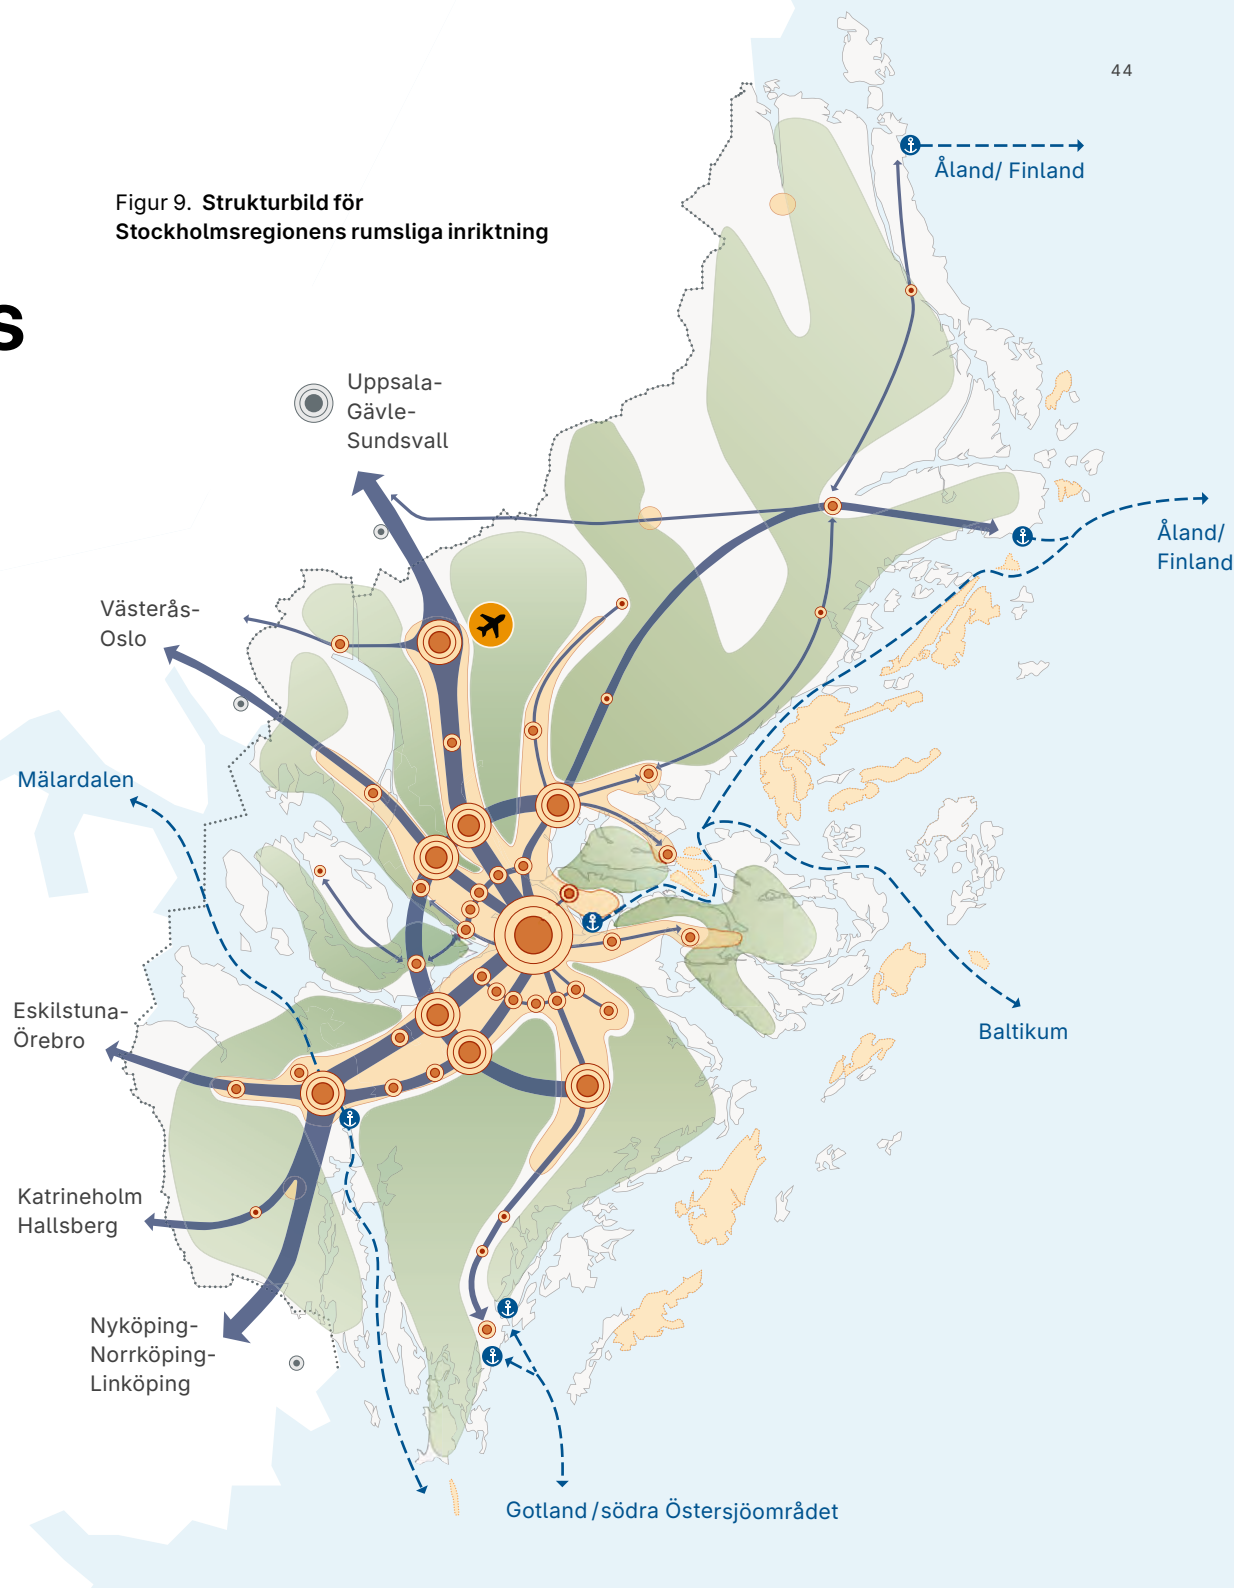 44
Åland/ Finland
Figur 9. Strukturbild för
Stockholmsregionens rumsliga inriktning
s
Uppsala-
Gävle-
Sundsvall
Åland/
Finland
Västerås-
Oslo
Mälardalen
Eskilstuna-
Örebro
Baltikum
Katrineholm
Hallsberg
Nyköping-
Norrköping-
Linköping
Gotland/södra Östersjöområdet